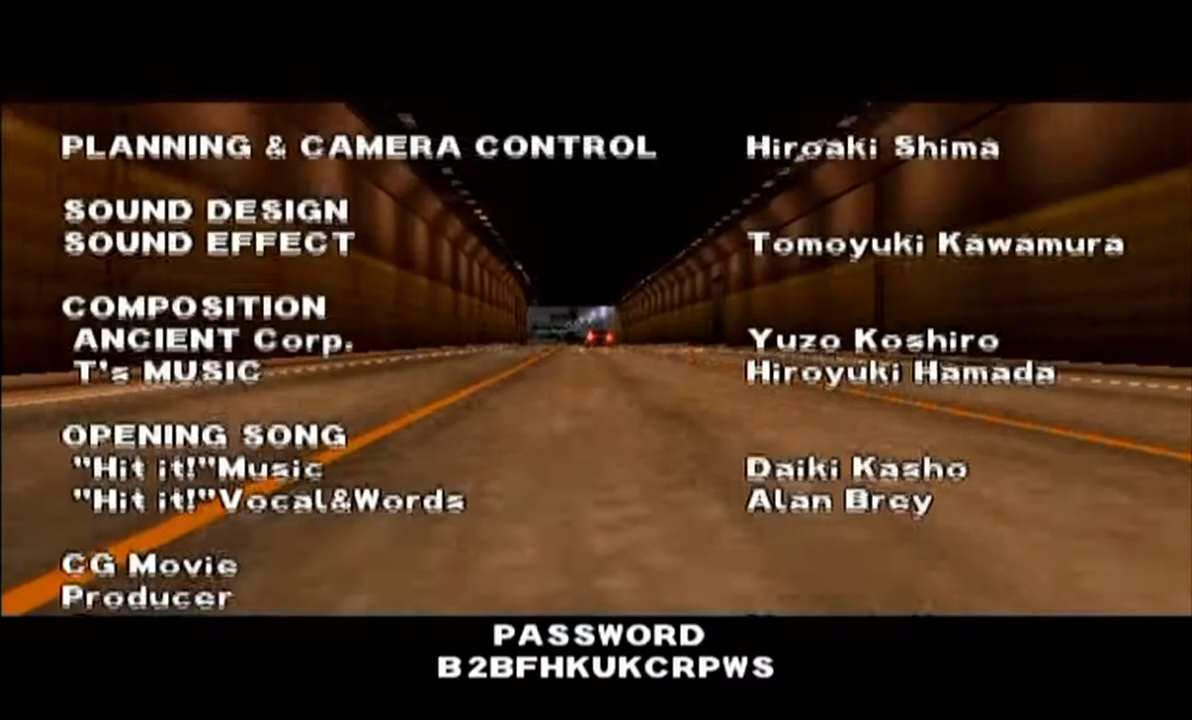 PLANNING & CAMERA CONTROL Hiroaki Shima
SOUND DESIGN
SOUND EFFECT Tomoyuki Kawamura
COMPOSITION
ANCIENT Corp. Yuzo Koshiro
T's MUSIC Hiroyuki Hamada
OPENING SONG
"Hit it!"Music Daiki Kasho
"Hit it!"Vocal&Words Alan Brey
CG Movie
Producer
PASSWORD
B2BFHKUKCRPWS